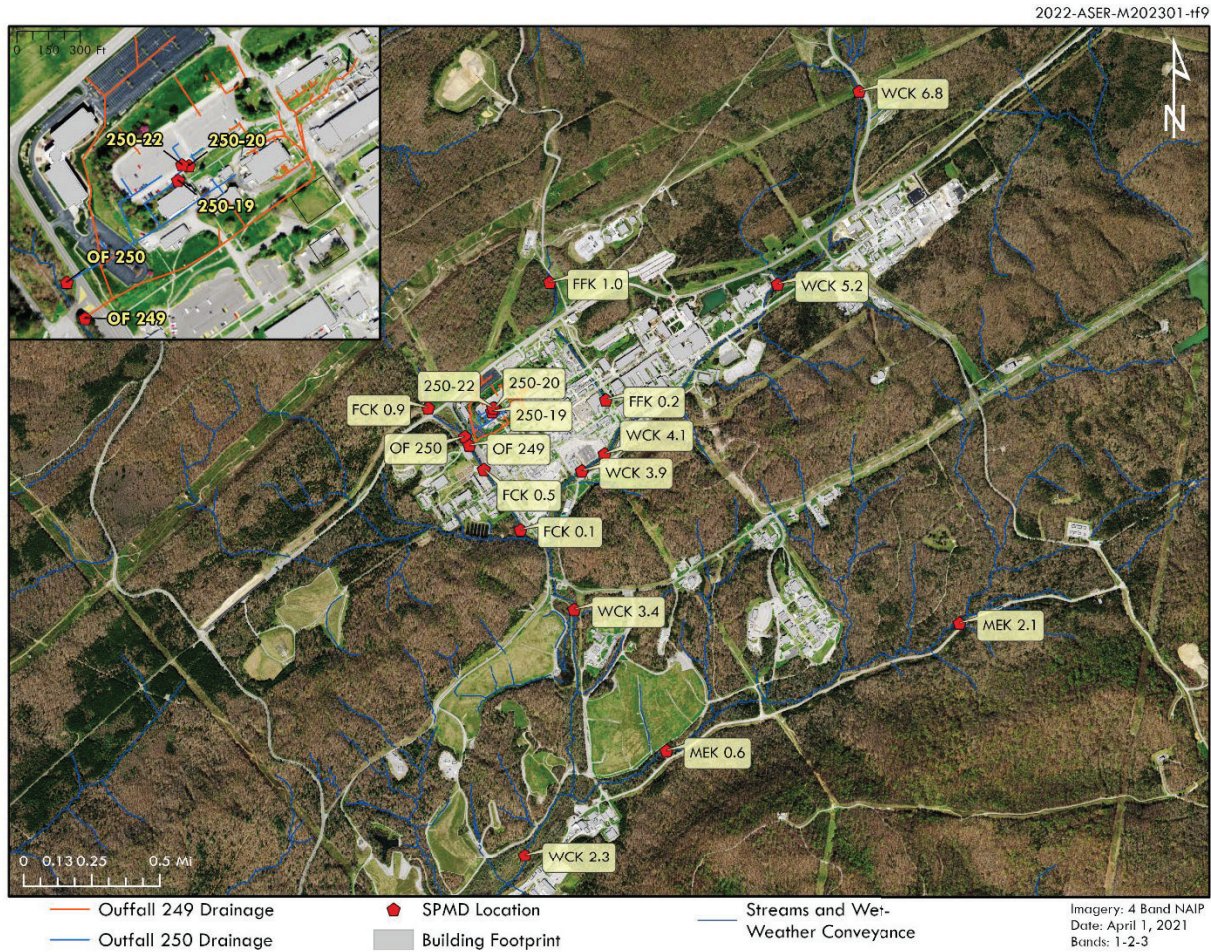 2022-ASER-M202301-tf9
0 150 300 Ft
250-22
250-20
250-19
OF 250
OF 249
N
WCK 6.8
FFK 1.0
WCK 5.2
250-22
250-20
FCK 0.9
250-19
FFK 0.2
OF 250
OF 249
WCK 4.1
WCK 3.9
FCK 0.5
FCK 0.1
WCK 3.4
MEK 2.1
MEK 0.6
WCK 2.3
0 0.13 0.25 0.5 Mi
Outfall 249 Drainage
SPMD Location
Streams and Wet-
Weather Conveyance
Outfall 250 Drainage
Building Footprint
Imagery: 4 Band NAIP
Date: April 1, 2021
Bands: 1-2-3